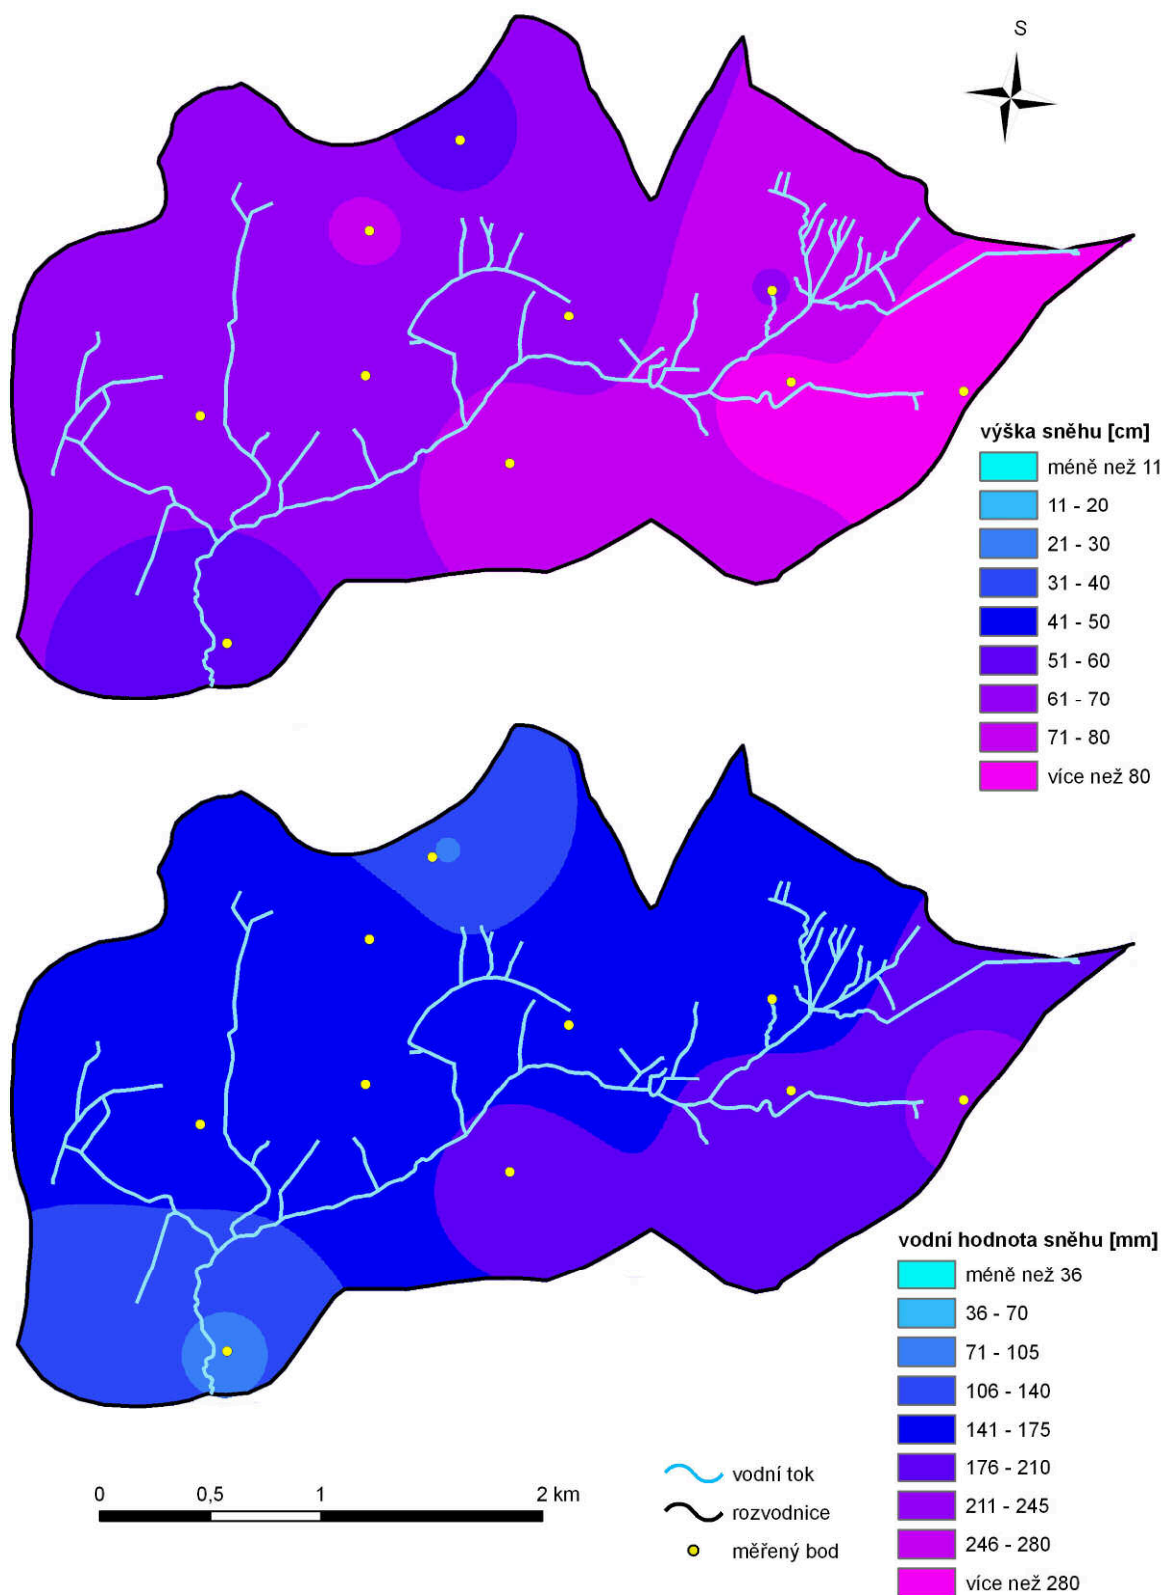 S
výška sněhu [cm]
méně než 11
11 - 20
21 - 30
31 - 40
41 - 50
51 - 60
61 - 70
71 - 80
více než 80
vodní hodnota sněhu [mm]
méně než 36
36 - 70
71 - 105
106 - 140
141 - 175
176 - 210
211 - 245
246 - 280
více než 280
0 0,5 1 2 km
vodní tok
rozvodnice
měřený bod